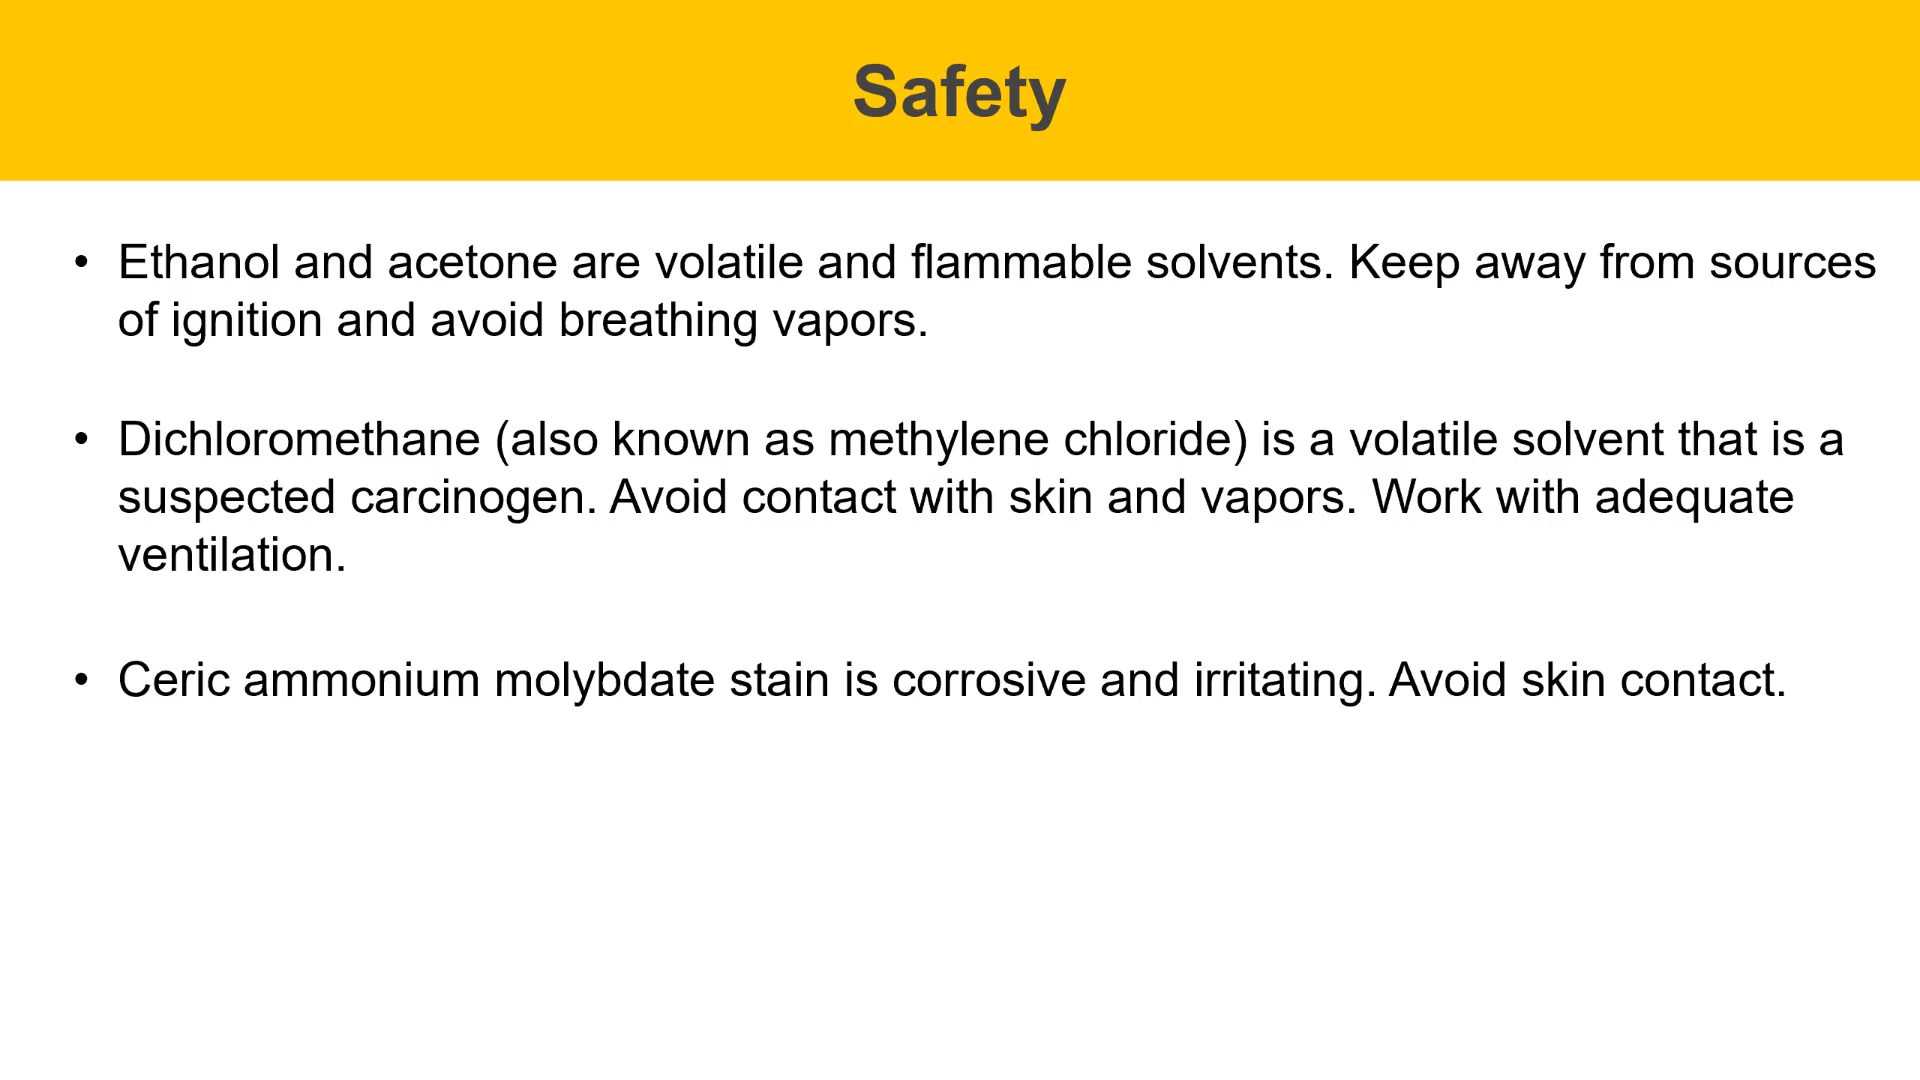 Safety
• Ethanol and acetone are volatile and flammable solvents. Keep away from sources
of ignition and avoid breathing vapors.
• Dichloromethane (also known as methylene chloride) is a volatile solvent that is a
suspected carcinogen. Avoid contact with skin and vapors. Work with adequate
ventilation.
• Ceric ammonium molybdate stain is corrosive and irritating. Avoid skin contact.